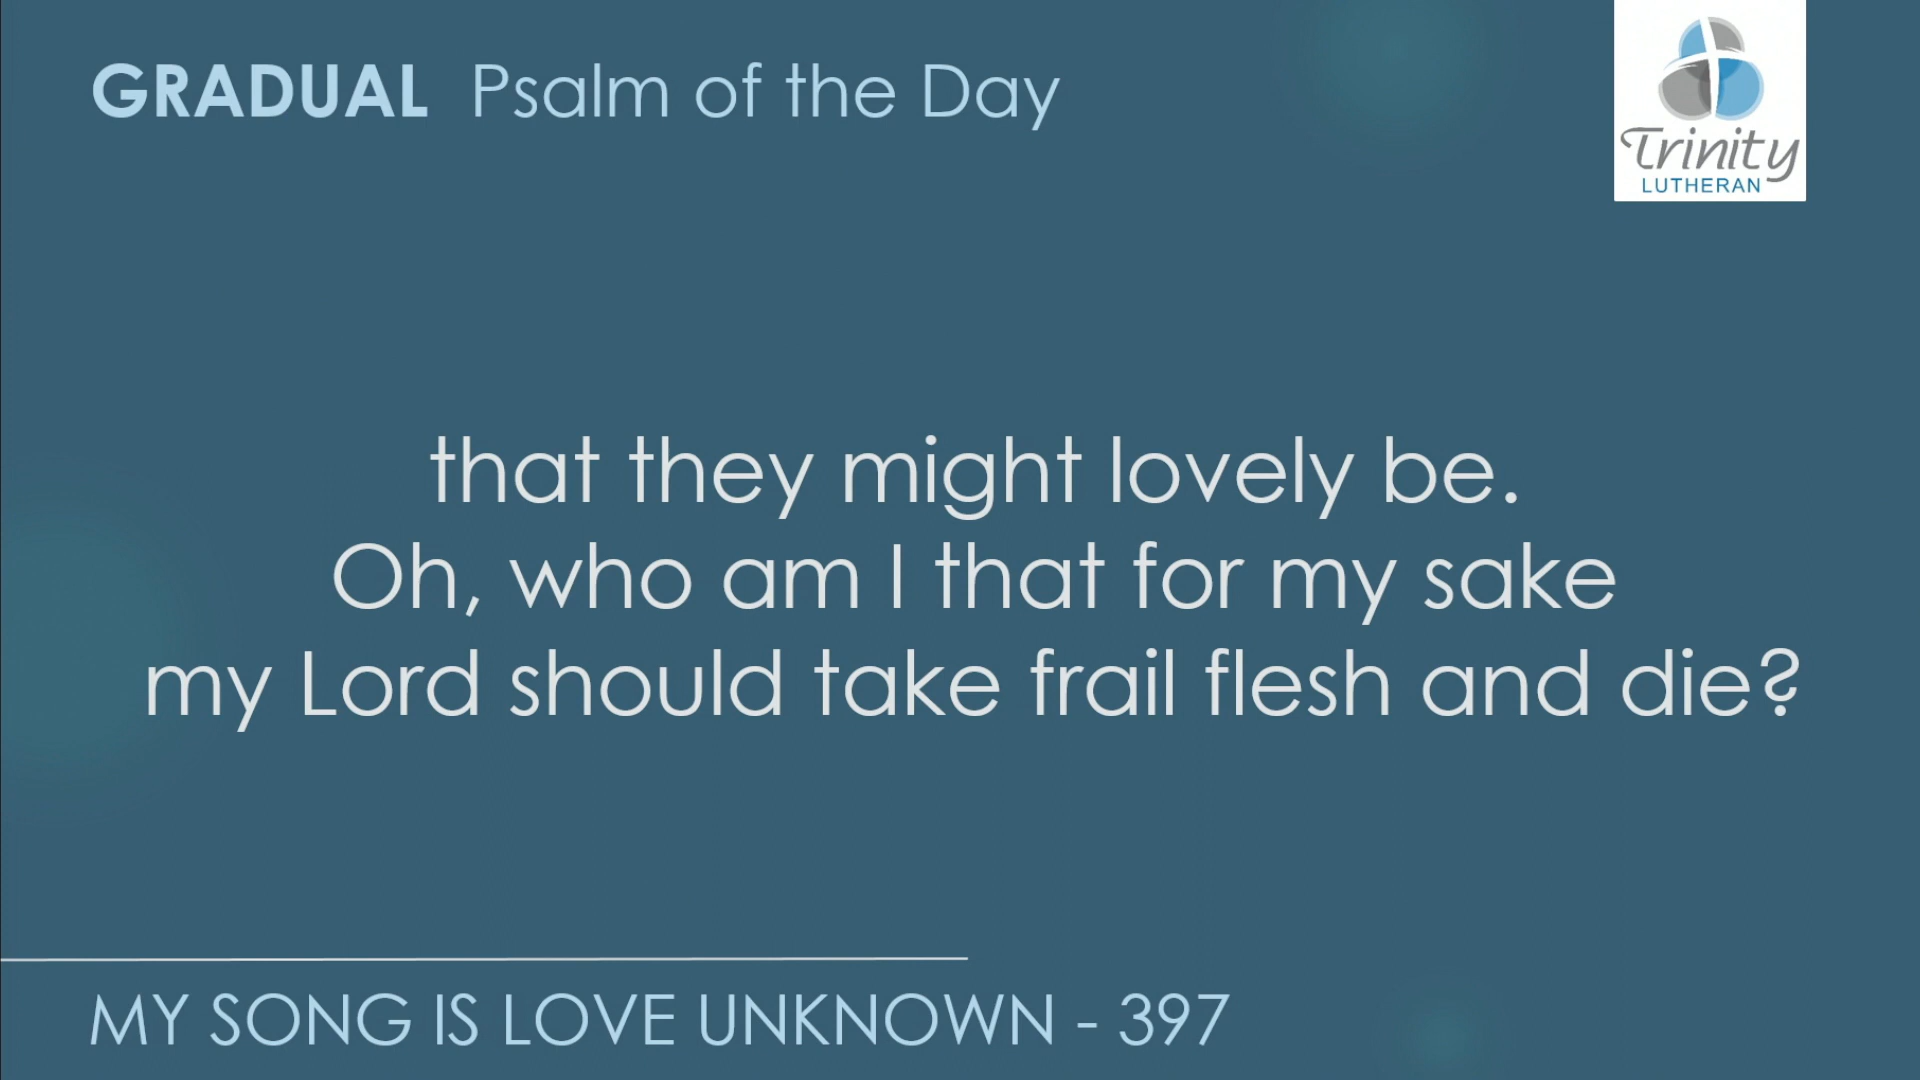 GRADUAL Psalm of the Day
Trinity
LUTHERAN
that they might lovely be.
Oh, who am I that for my sake
my Lord should take frail flesh and die?
MY SONG IS LOVE UNKNOWN - 397